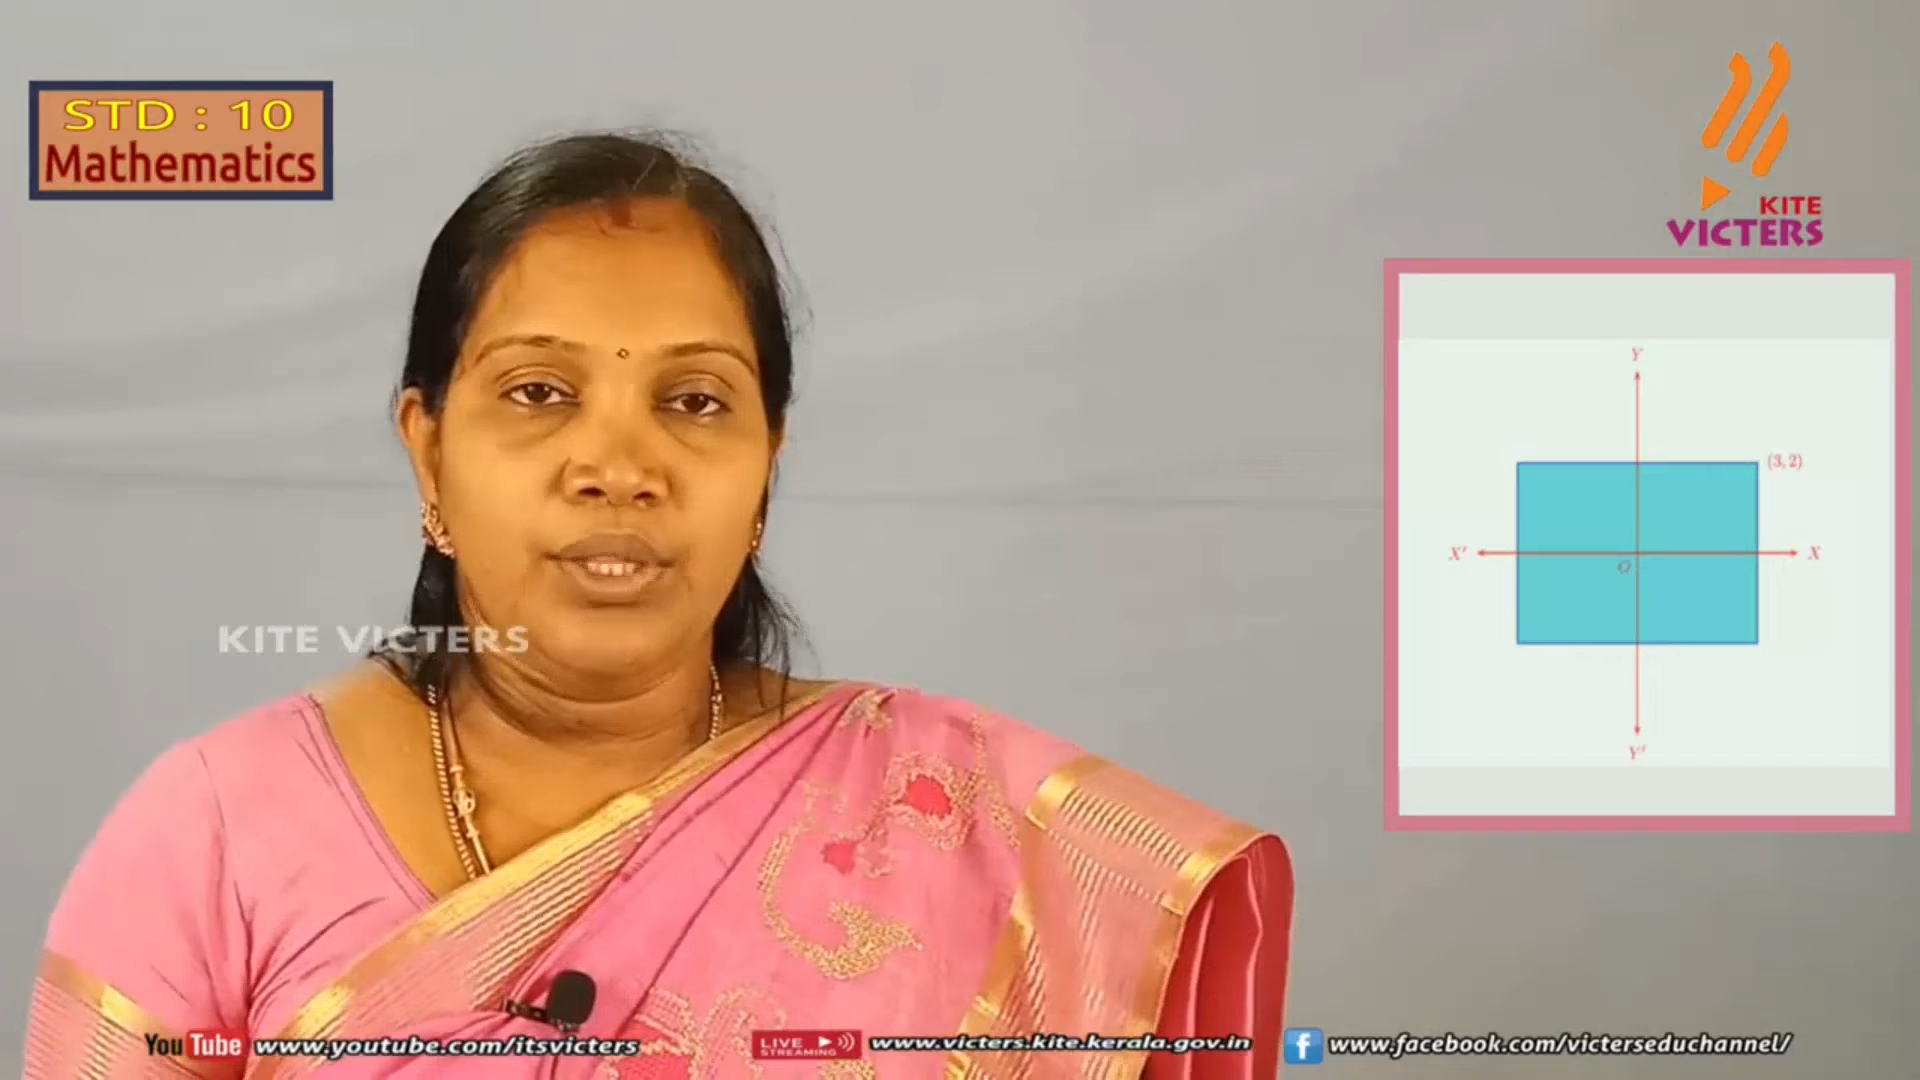 STD : 10
Mathematics
KITE
VICTERS
Y
(3, 2)
X'
X
O
Y'
KITE VICTERS
YouTube www.youtube.com/itsvicters
LIVE STREAMING www.victers.kite.kerala.gov.in
f www.facebook.com/victerseduchannel/